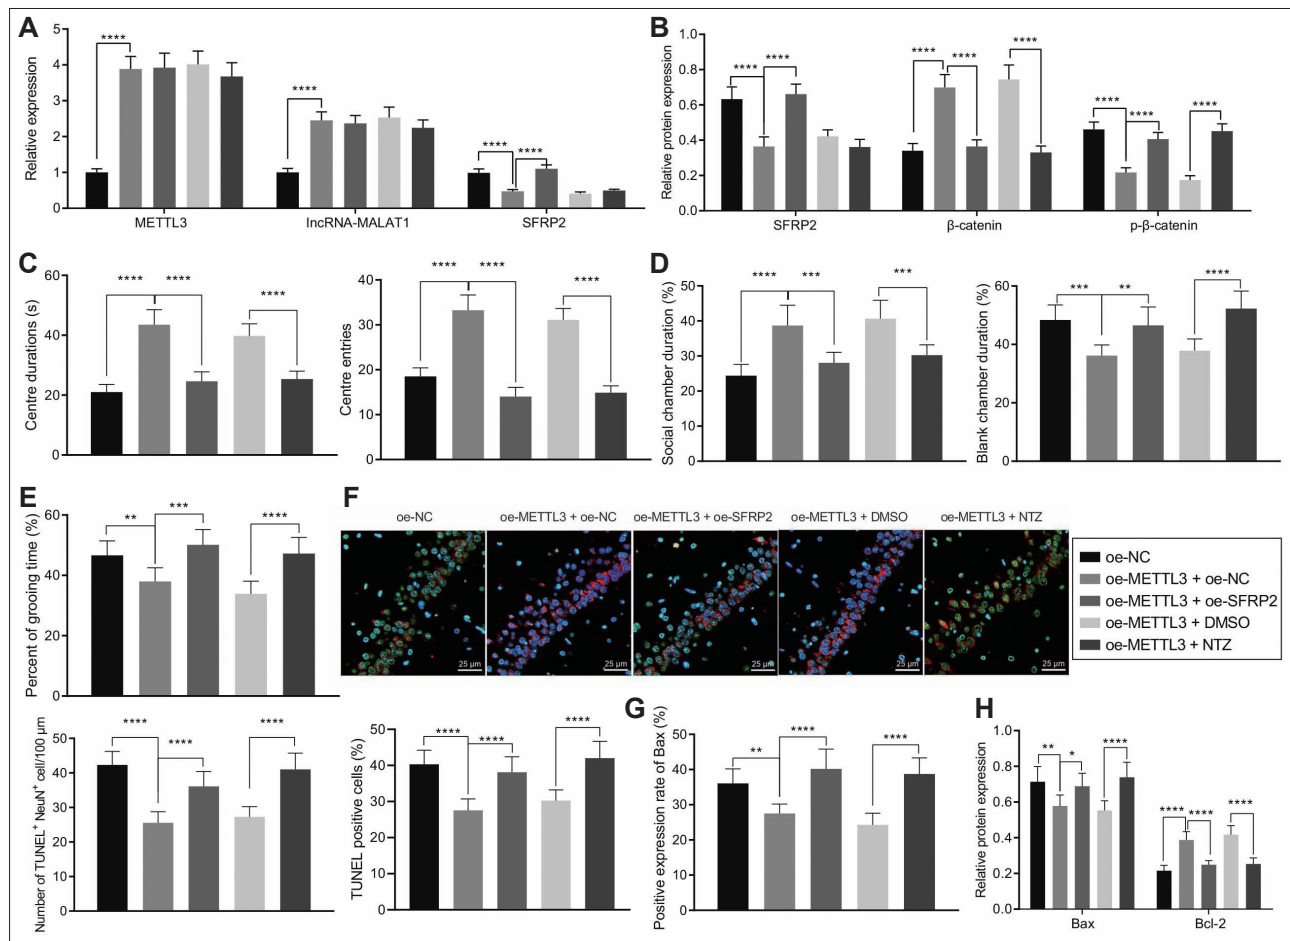 A
Relative expression
5
4
3
2
1
0
****
****
****
****
METTL3
lncRNA-MALAT1
SFRP2
B
Relative protein expression
1.0
0.8
0.6
0.4
0.2
0.0
****
****
****
****
****
****
****
****
SFRP2
β-catenin
p-β-catenin
C
Centre durations (s)
60
40
20
0
****
****
****
Centre entries
40
30
20
10
0
****
****
****
D
Social chamber duration (%)
50
40
30
20
10
0
****
***
***
Blank chamber duration (%)
60
40
20
0
***
**
****
E
Percent of grooing time (%)
60
40
20
0
**
***
****
F
oe-NC
oe-METTL3 + oe-NC
oe-METTL3 + oe-SFRP2
oe-METTL3 + DMSO
oe-METTL3 + NTZ
25 μm
25 μm
25 μm
25 μm
25 μm
oe-NC
oe-METTL3 + oe-NC
oe-METTL3 + oe-SFRP2
oe-METTL3 + DMSO
oe-METTL3 + NTZ
Number of TUNEL+ NeuN+ cell/100 μm
50
40
30
20
10
0
****
****
****
TUNEL positive cells (%)
50
40
30
20
10
0
****
****
****
G
Positive expression rate of Bax (%)
50
40
30
20
10
0
**
****
****
H
Relative protein expression
1.0
0.8
0.6
0.4
0.2
0.0
**
*
****
****
****
****
Bax
Bcl-2